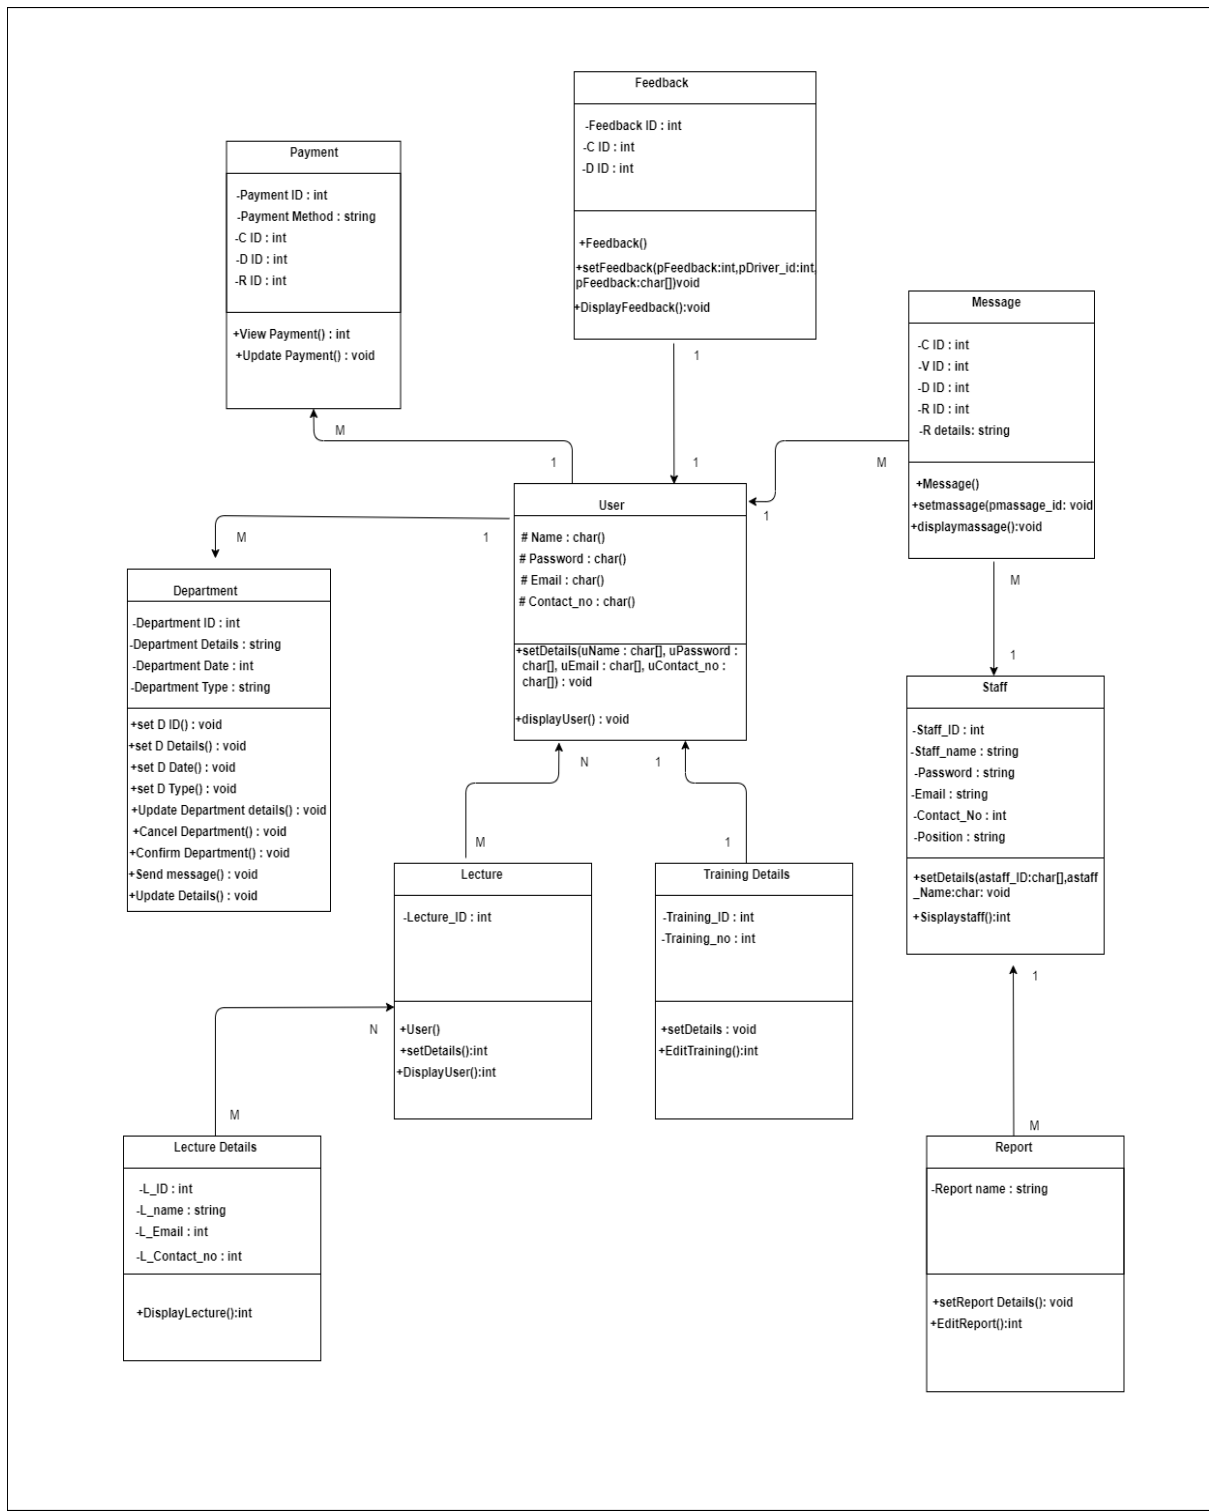 Feedback
-Feedback ID : int
-C ID : int
-D ID : int
+Feedback()
+setFeedback(pFeedback:int,pDriver_id:int,
pFeedback:char[])void
+DisplayFeedback():void
Payment
-Payment ID : int
-Payment Method : string
-C ID : int
-D ID : int
-R ID : int
+View Payment() : int
+Update Payment() : void
Message
-C ID : int
-V ID : int
-D ID : int
-R ID : int
-R details: string
+Message()
+setmassage(pmassage_id: void
+displaymassage():void
1
M
1
1
M
1
User
# Name : char()
# Password : char()
# Email : char()
# Contact_no : char()
+setDetails(uName : char[], uPassword :
char[], uEmail : char[], uContact_no :
char[]) : void
+displayUser() : void
M
1
Department
-Department ID : int
-Department Details : string
-Department Date : int
-Department Type : string
+set D ID() : void
+set D Details() : void
+set D Date() : void
+set D Type() : void
+Update Department details() : void
+Cancel Department() : void
+Confirm Department() : void
+Send message() : void
+Update Details() : void
M
1
Staff
-Staff_ID : int
-Staff_name : string
-Password : string
-Email : string
-Contact_No : int
-Position : string
+setDetails(astaff_ID:char[],astaff
_Name:char: void
+Sisplaystaff():int
N
1
M
1
Lecture
-Lecture_ID : int
+User()
+setDetails():int
+DisplayUser():int
Training Details
-Training_ID : int
-Training_no : int
+setDetails : void
+EditTraining():int
1
N
M
M
Lecture Details
-L_ID : int
-L_name : string
-L_Email : int
-L_Contact_no : int
+DisplayLecture():int
Report
-Report name : string
+setReport Details(): void
+EditReport():int